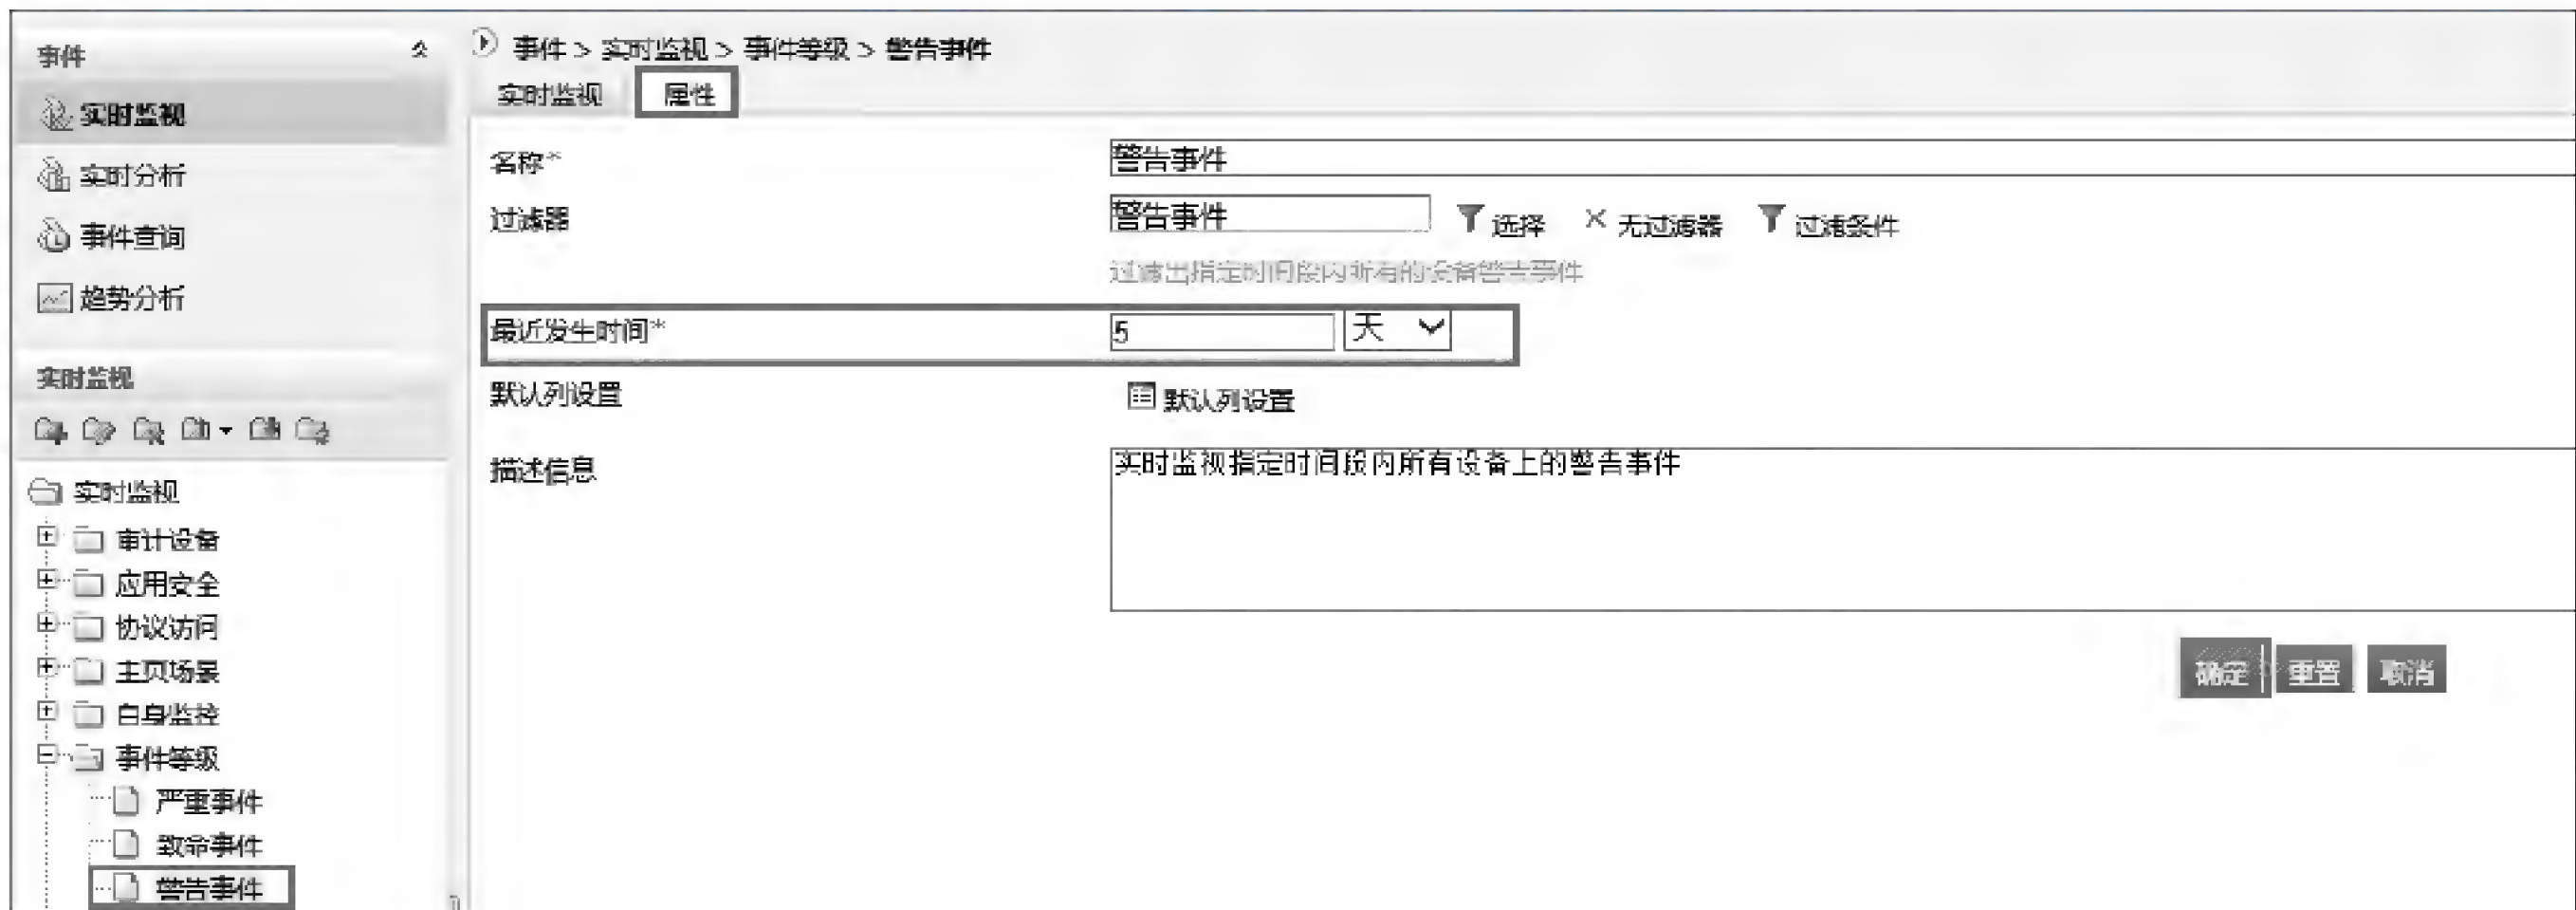 事件
实时监视
实时分析
事件查询
趋势分析
实时监视
实时监视
审计设备
应用安全
协议访问
主页场景
自身监控
事件等级
严重事件
致命事件
警告事件
事件 > 实时监视 > 事件等级 > 警告事件
实时监视 属性
名称* 警告事件
过滤器 警告事件 选择 无过滤器 过滤条件
过滤出指定时间段内所有的设备警告事件
最近发生时间* 5 天
默认列设置 默认列设置
描述信息 实时监视指定时间段内所有设备上的警告事件
确定 重置 取消